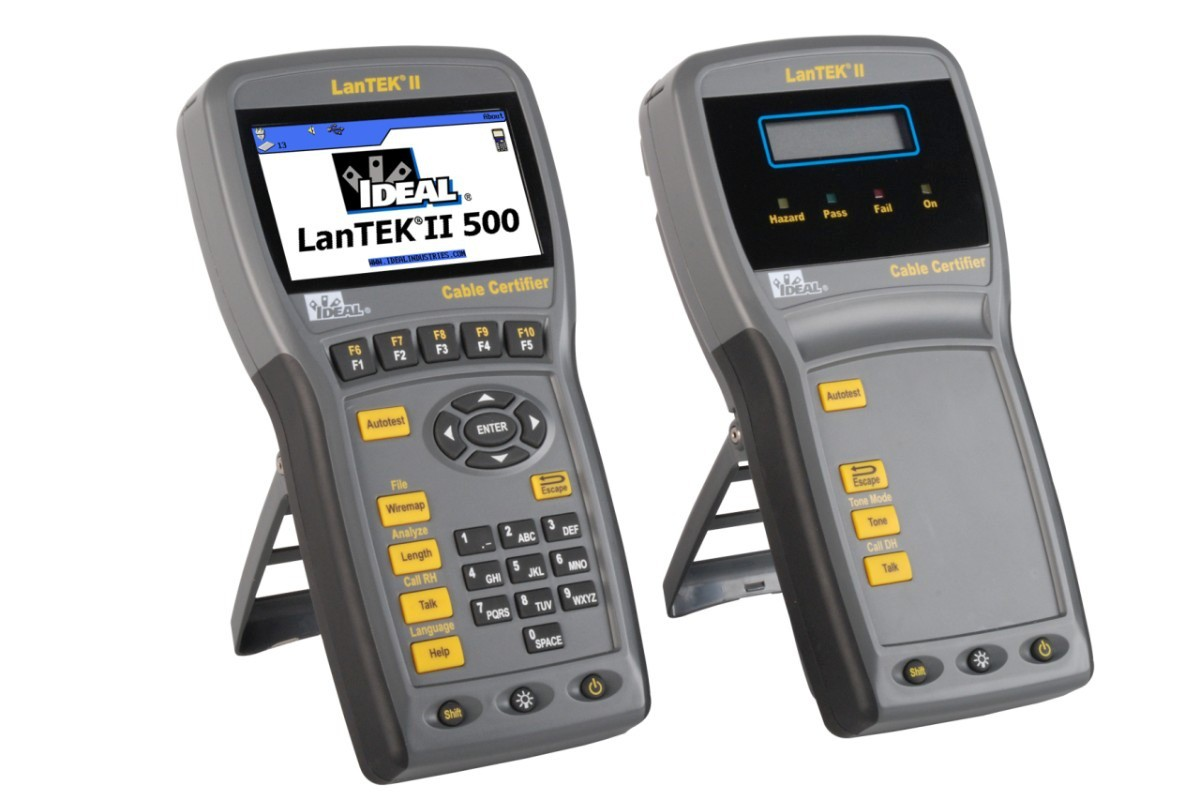 LanTEK® II
About
13
IDEAL®
LanTEK® II 500
WWW.IDEALINDUSTRIES.COM
IDEAL®
Cable Certifier
F6 F7 F8 F9 F10
F1 F2 F3 F4 F5
Autotest
ENTER
Escape
File
Wiremap
Analyze
Length
Call RH
Talk
Language
Help
1 .–
2 ABC
3 DEF
4 GHI
5 JKL
6 MNO
7 PQRS
8 TUV
9 WXYZ
0 SPACE
Shift
LanTEK® II
Hazard Pass Fail On
IDEAL®
Cable Certifier
Autotest
Escape
Tone Mode
Tone
Call DH
Talk
Shift